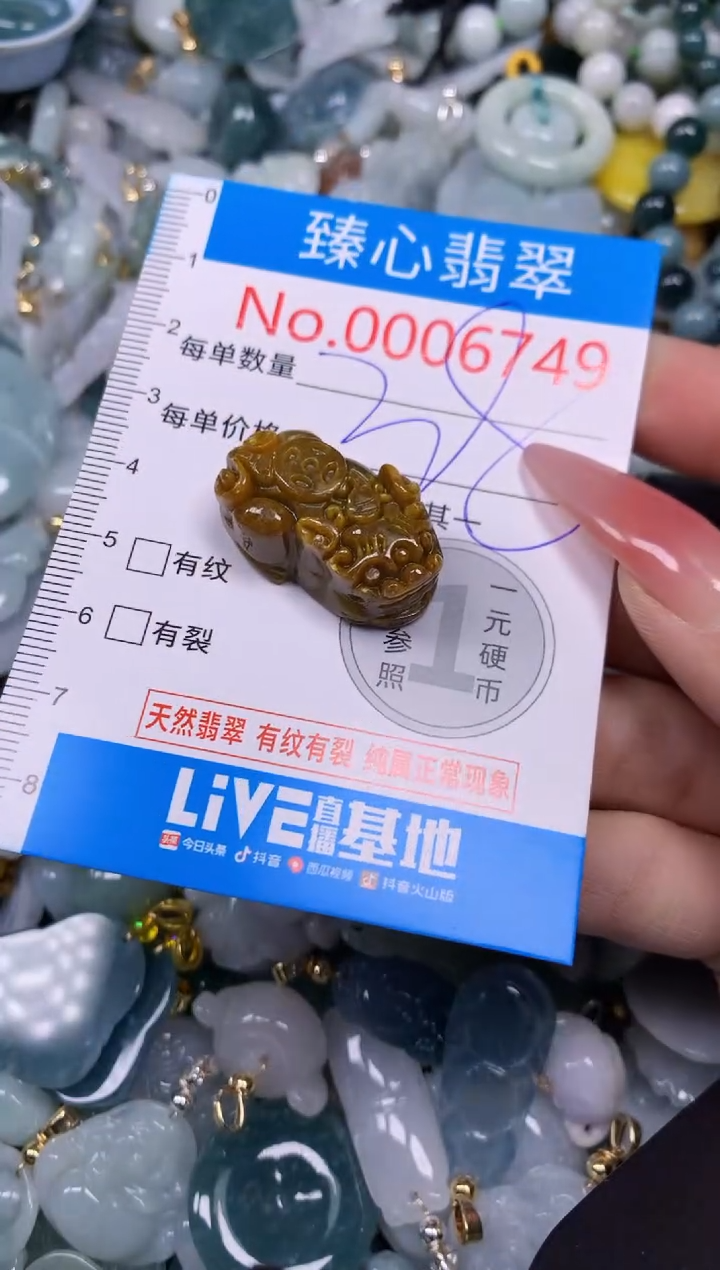 臻心翡翠
No.0006749
每单数量
每单价格
其一
有纹
有裂
参照
1
一元硬币
天然翡翠 有纹有裂 纯属正常现象
LiVE直播基地
头条 今日头条 抖音 西瓜视频 抖音火山版
0
1
2
3
4
5
6
7
8